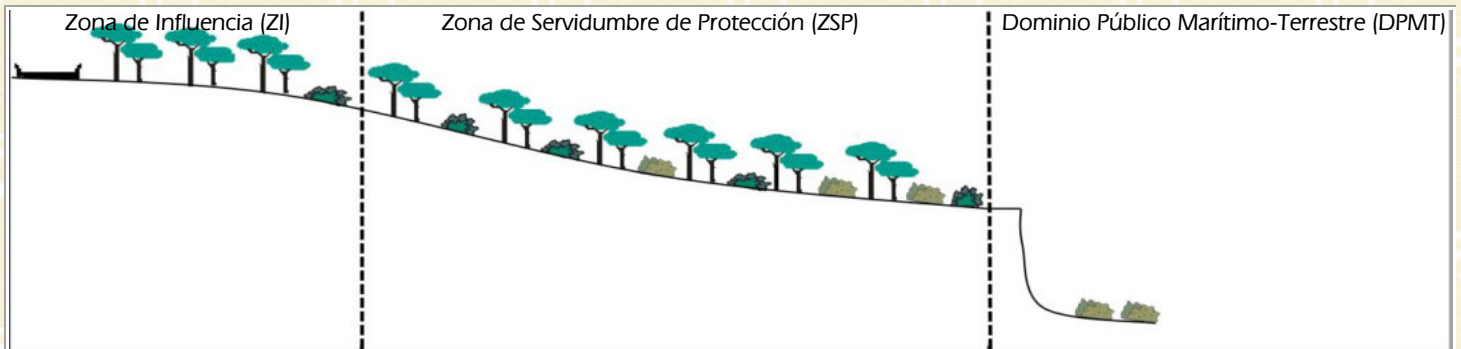 Zona de Influencia (ZI)
Zona de Servidumbre de Protección (ZSP)
Dominio Público Marítimo-Terrestre (DPMT)